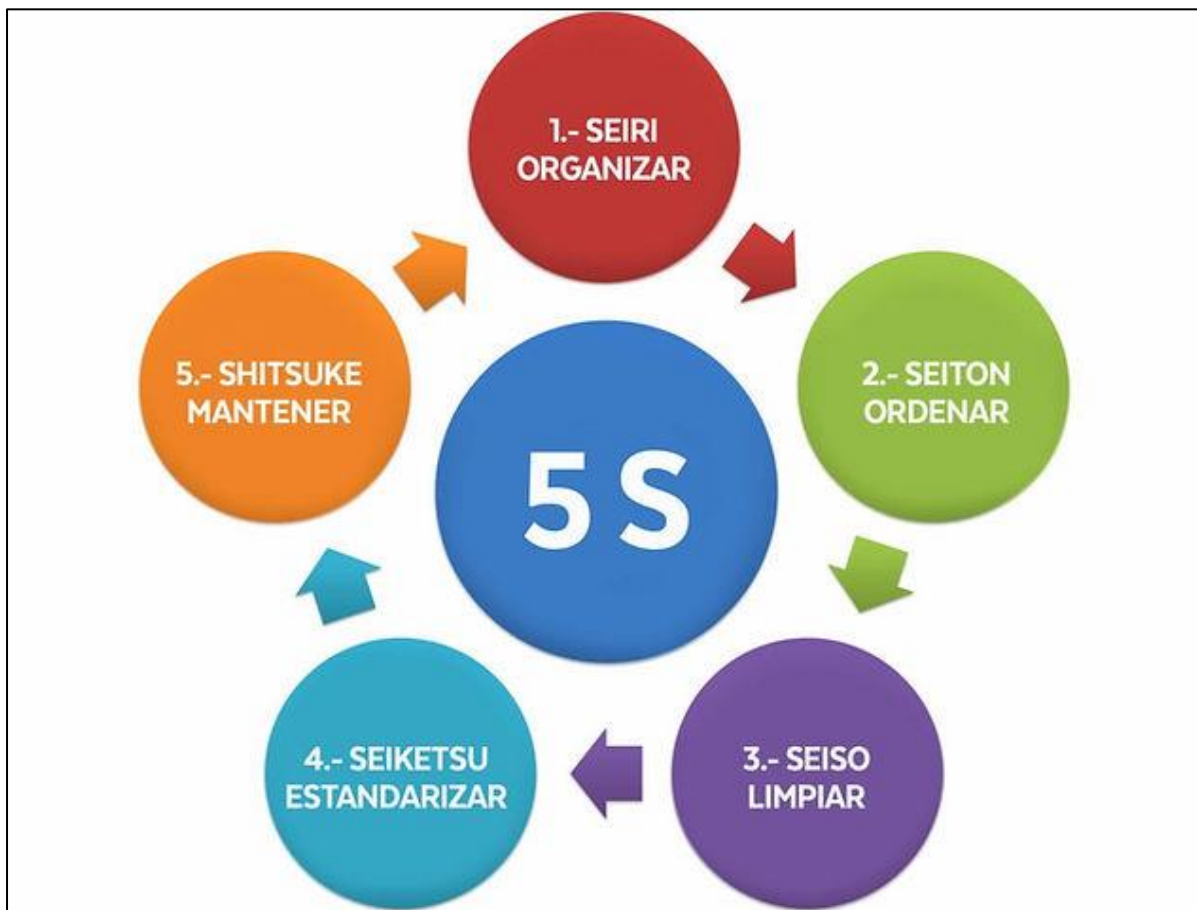 1.- SEIRI
ORGANIZAR
2.- SEITON
ORDENAR
3.- SEISO
LIMPIAR
4.- SEIKETSU
ESTANDARIZAR
5.- SHITSUKE
MANTENER
5 S